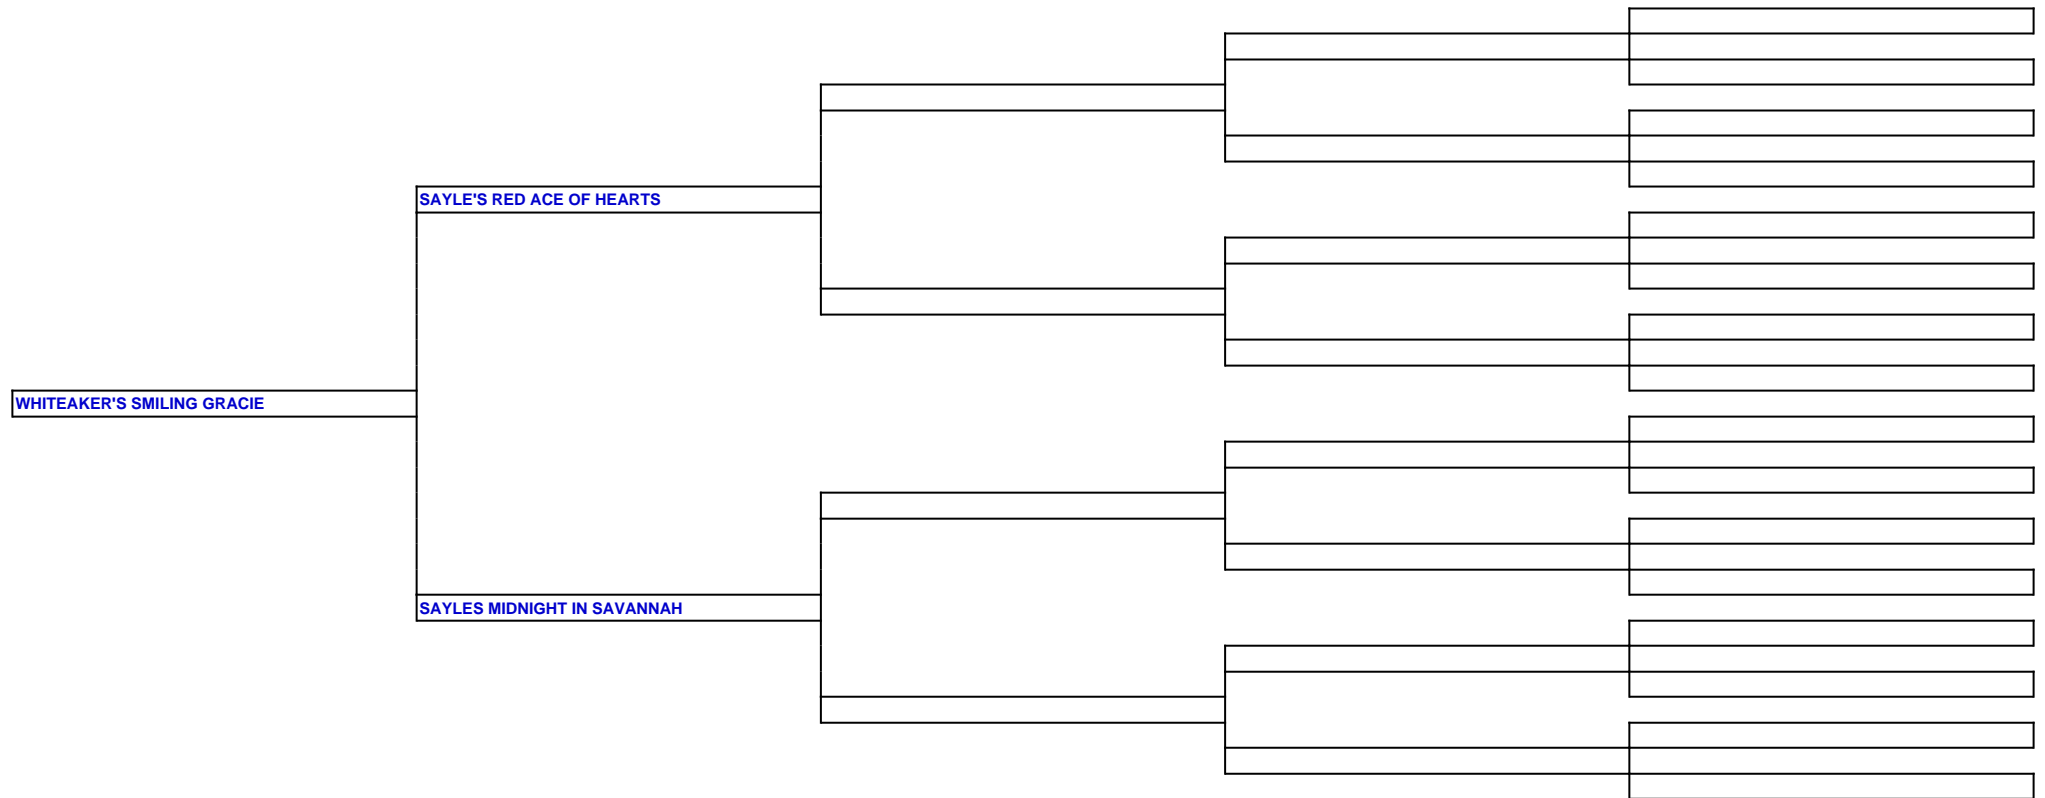 SAYLE'S RED ACE OF HEARTS
WHITEAKER'S SMILING GRACIE
SAYLES MIDNIGHT IN SAVANNAH